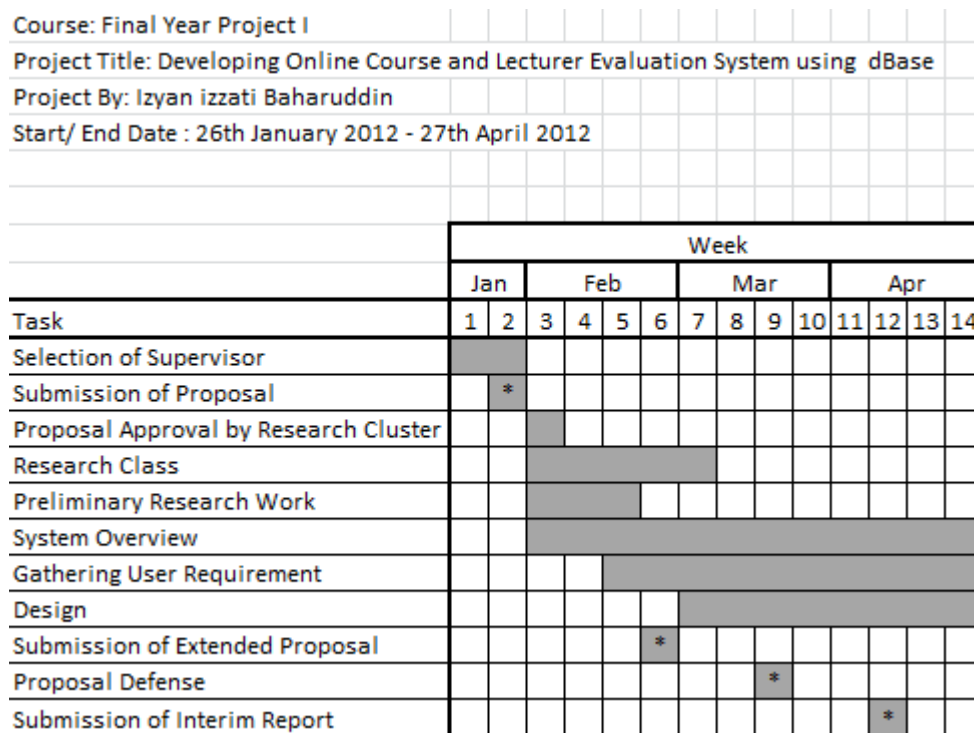 Course: Final Year Project I
Project Title: Developing Online Course and Lecturer Evaluation System using dBase
Project By: Izyan izzati Baharuddin
Start/ End Date : 26th January 2012 - 27th April 2012
Week
Jan Feb Mar Apr
Task 1 2 3 4 5 6 7 8 9 10 11 12 13 14
Selection of Supervisor
Submission of Proposal *
Proposal Approval by Research Cluster
Research Class
Preliminary Research Work
System Overview
Gathering User Requirement
Design
Submission of Extended Proposal *
Proposal Defense *
Submission of Interim Report *